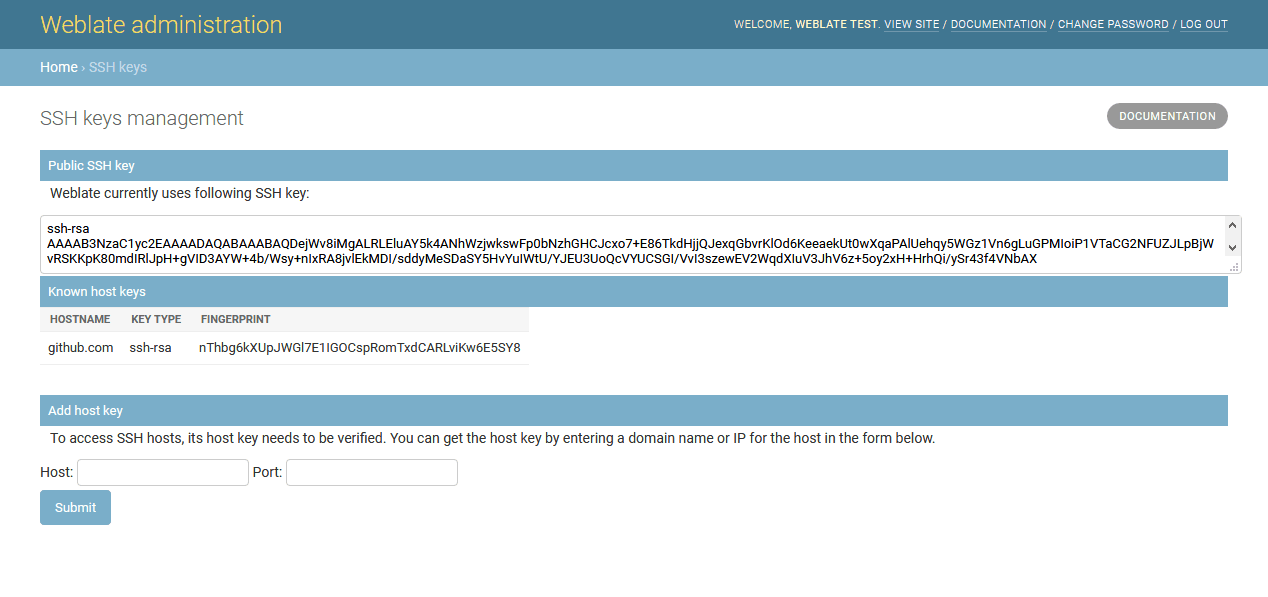 Weblate administration
WELCOME, WEBLATE TEST. VIEW SITE / DOCUMENTATION / CHANGE PASSWORD / LOG OUT
Home › SSH keys
SSH keys management
DOCUMENTATION
Public SSH key
Weblate currently uses following SSH key:
ssh-rsa
AAAAB3NzaC1yc2EAAAADAQABAAABAQDejWv8iMgALRLEluAY5k4ANhWzjwkswFp0bNzhGHCJcxo7+E86TkdHjjQJexqGbvrKlOd6KeeaekUt0wXqaPAlUehqy5WGz1Vn6gLuGPMIoiP1VTaCG2NFUZJLpBjW
vRSKKpK80mdIRlJpH+gVID3AYW+4b/Wsy+nIxRA8jvlEkMDI/sddyMeSDaSY5HvYuIWtU/YJEU3UoQcVYUCSGI/VvI3szewEV2WqdXIuV3JhV6z+5oy2xH+HrhQi/ySr43f4VNbAX
Known host keys
HOSTNAME KEY TYPE FINGERPRINT
github.com ssh-rsa nThbg6kXUpJWGl7E1IGOCspRomTxdCARLviKw6E5SY8
Add host key
To access SSH hosts, its host key needs to be verified. You can get the host key by entering a domain name or IP for the host in the form below.
Host: Port:
Submit